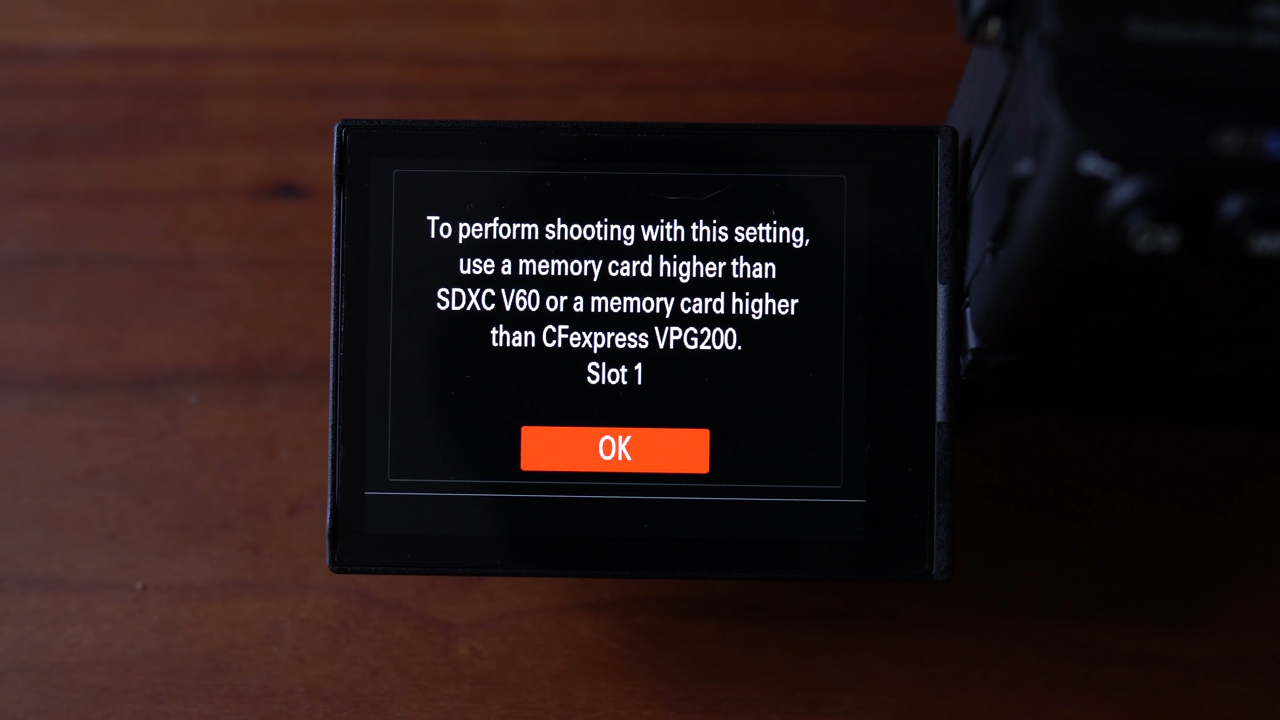 To perform shooting with this setting,
use a memory card higher than
SDXC V60 or a memory card higher
than CFexpress VPG200.
Slot 1
OK